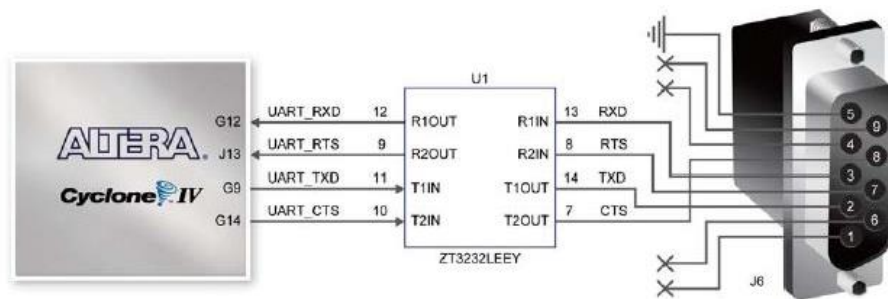 U1
G12 UART_RXD 12 R1OUT R1IN 13 RXD
J13 UART_RTS 9 R2OUT R2IN 8 RTS
G9 UART_TXD 11 T1IN T1OUT 14 TXD
G14 UART_CTS 10 T2IN T2OUT 7 CTS
ALTERA.
Cyclone IV
ZT3232LEEY
5
9
4
8
3
7
2
6
1
J6